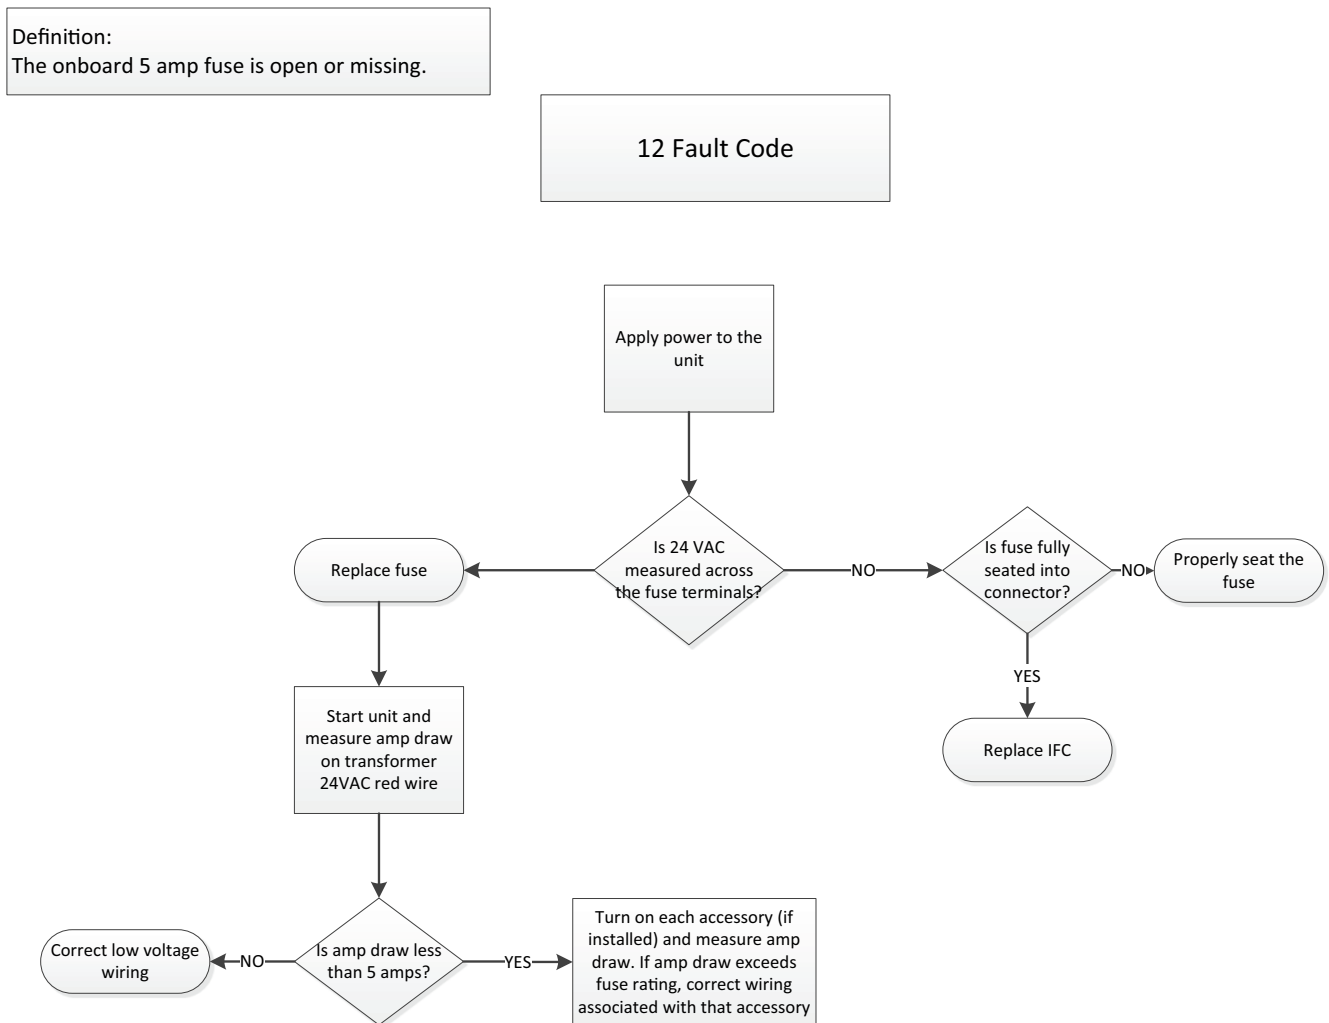 Definition:
The onboard 5 amp fuse is open or missing.
12 Fault Code
Apply power to the
unit
Is 24 VAC
measured across
the fuse terminals?
NO
Is fuse fully
seated into
connector?
NO
Properly seat the
fuse
YES
Replace IFC
Replace fuse
Start unit and
measure amp draw
on transformer
24VAC red wire
Is amp draw less
than 5 amps?
NO
Correct low voltage
wiring
YES
Turn on each accessory (if
installed) and measure amp
draw. If amp draw exceeds
fuse rating, correct wiring
associated with that accessory